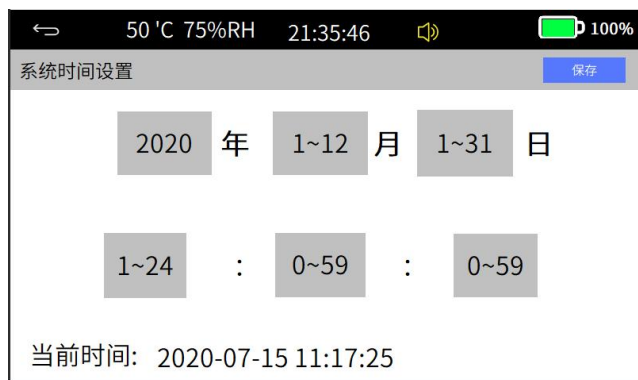 50 'C 75%RH 21:35:46 100%
系统时间设置 保存
2020 年 1~12 月 1~31 日
1~24 : 0~59 : 0~59
当前时间: 2020-07-15 11:17:25